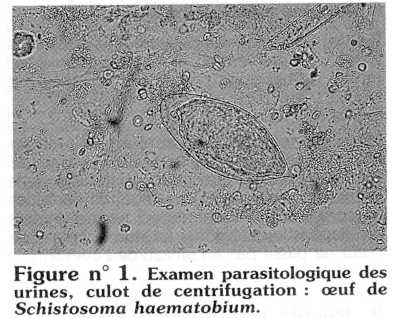 Figure n° 1. Examen parasitologique des
urines, culot de centrifugation : œuf de
Schistosoma haematobium.